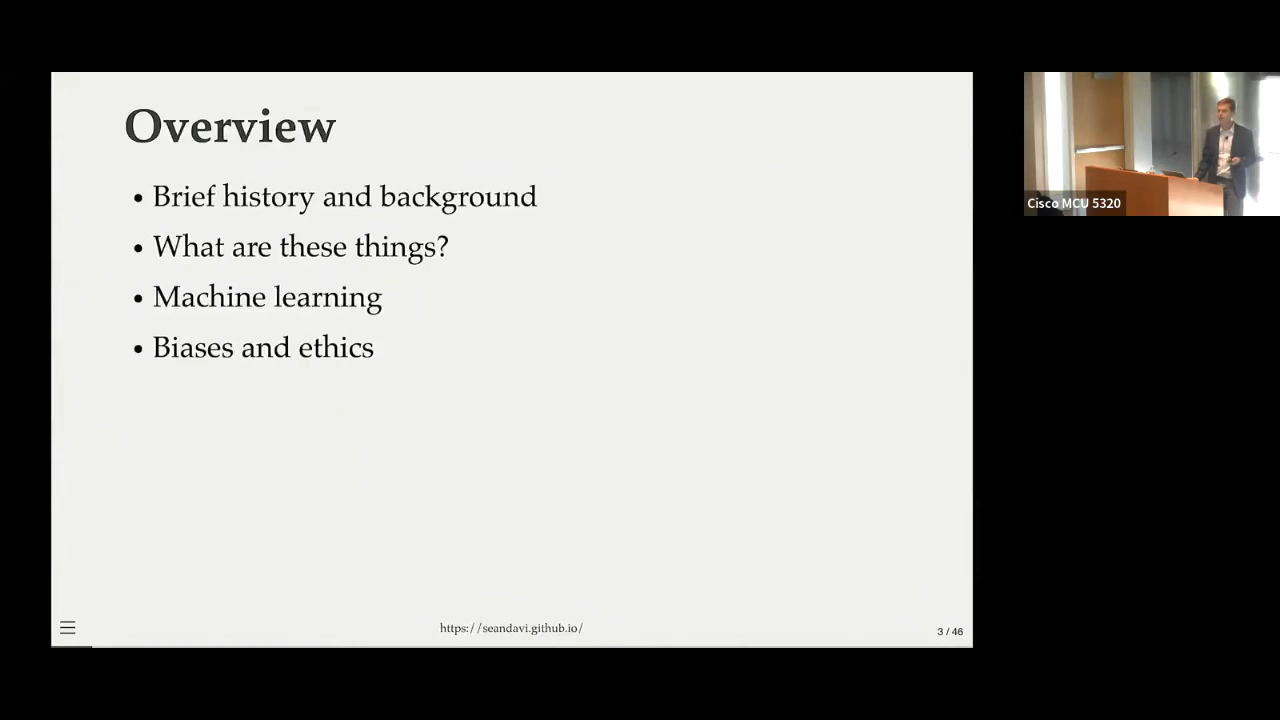 Overview
• Brief history and background
• What are these things?
• Machine learning
• Biases and ethics
https://seandavi.github.io/
3 / 46
Cisco MCU 5320